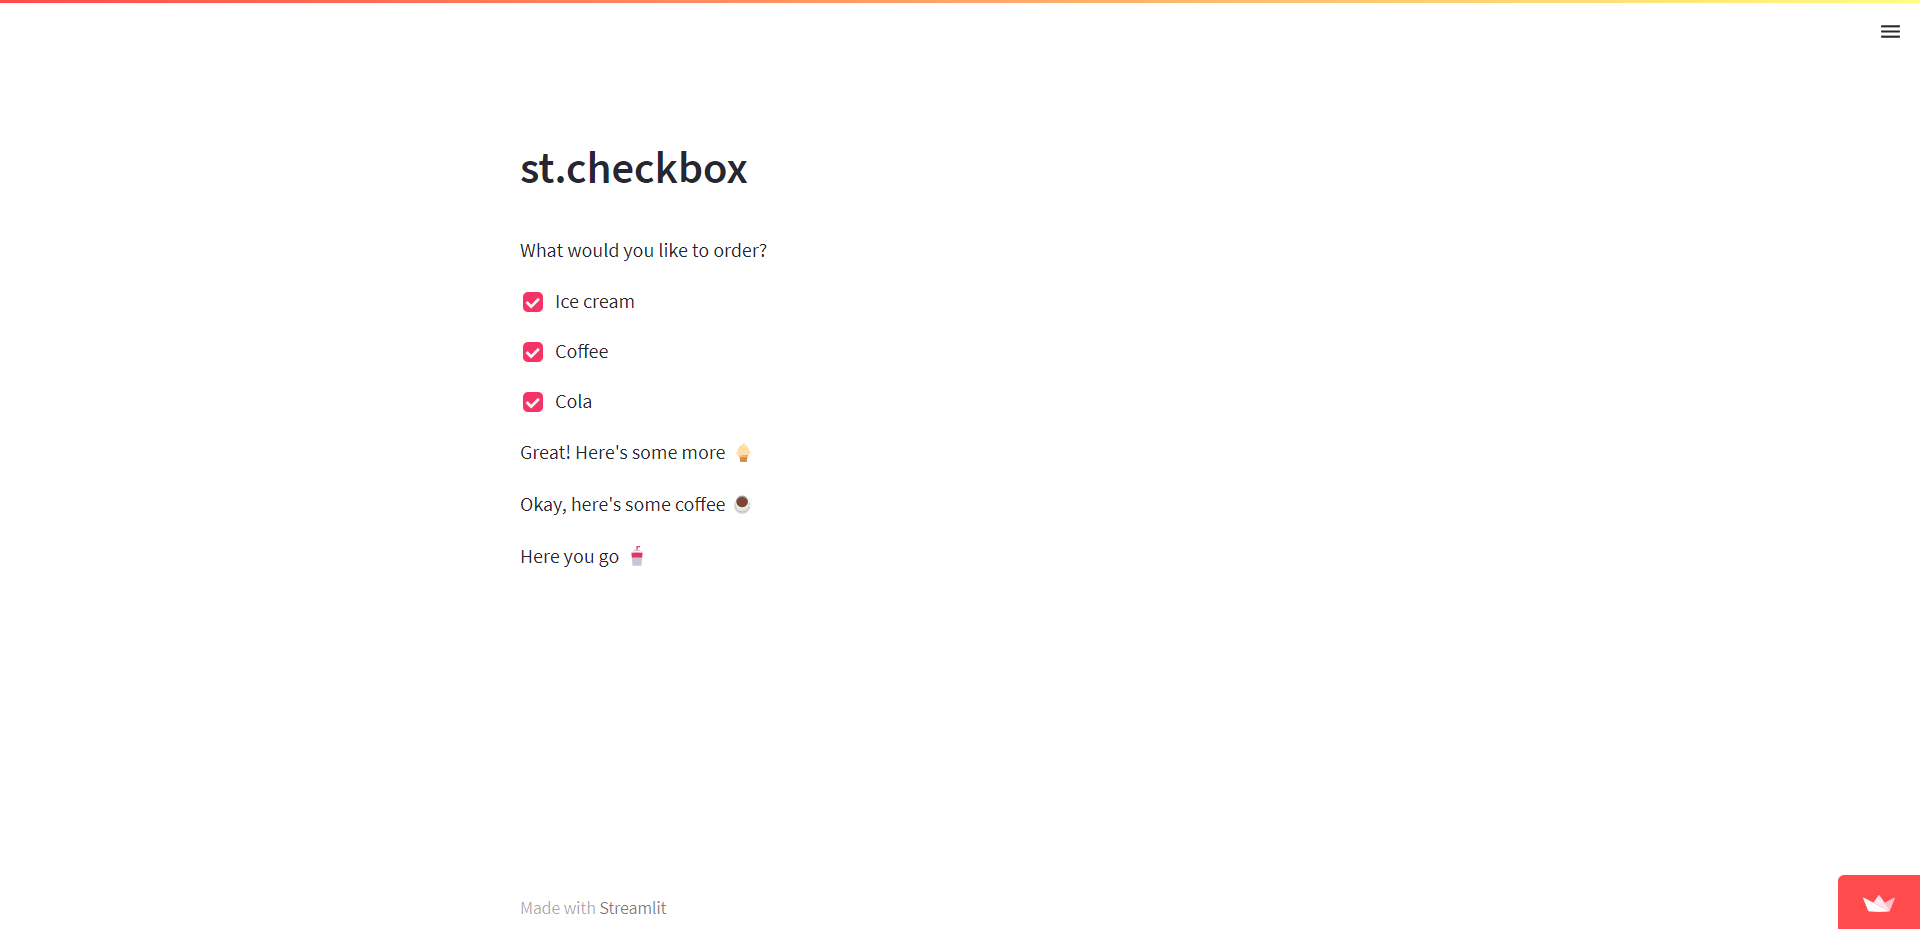 st.checkbox
What would you like to order?
Ice cream
Coffee
Cola
Great! Here's some more 🍦
Okay, here's some coffee ☕
Here you go 🥤
Made with Streamlit